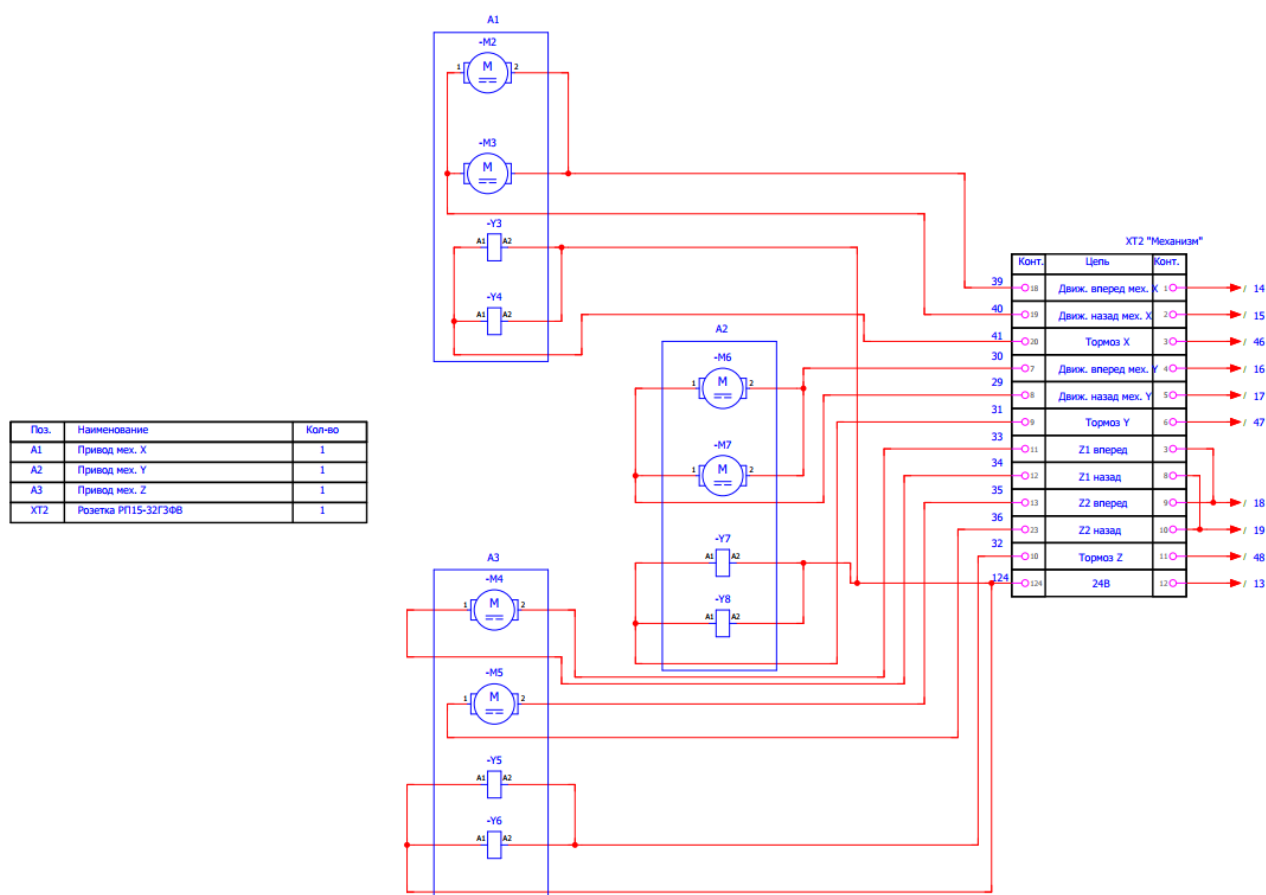 A1
-M2
1 M 2
-M3
M
-Y3
A1 A2
-Y4
A1 A2
A2
-M6
1 M 2
-M7
1 M 2
-Y7
A1 A2
-Y8
A1 A2
A3
-M4
1 M 2
-M5
1 M 2
-Y5
A1 A2
-Y6
A1 A2
Поз. Наименование Кол-во
A1 Привод мех. X 1
A2 Привод мех. Y 1
A3 Привод мех. Z 1
XT2 Розетка РП15-32Г3ФВ 1
XT2 "Механизм"
Конт. Цепь Конт.
39 18 Движ. вперед мех. X 1 / 14
40 19 Движ. назад мех. X 2 / 15
41 20 Тормоз X 3 / 46
30 7 Движ. вперед мех. Y 4 / 16
29 8 Движ. назад мех. Y 5 / 17
31 9 Тормоз Y 6 / 47
33 11 Z1 вперед 3
34 12 Z1 назад 8
35 13 Z2 вперед 9 / 18
36 23 Z2 назад 10 / 19
32 10 Тормоз Z 11 / 48
124 124 24В 12 / 13